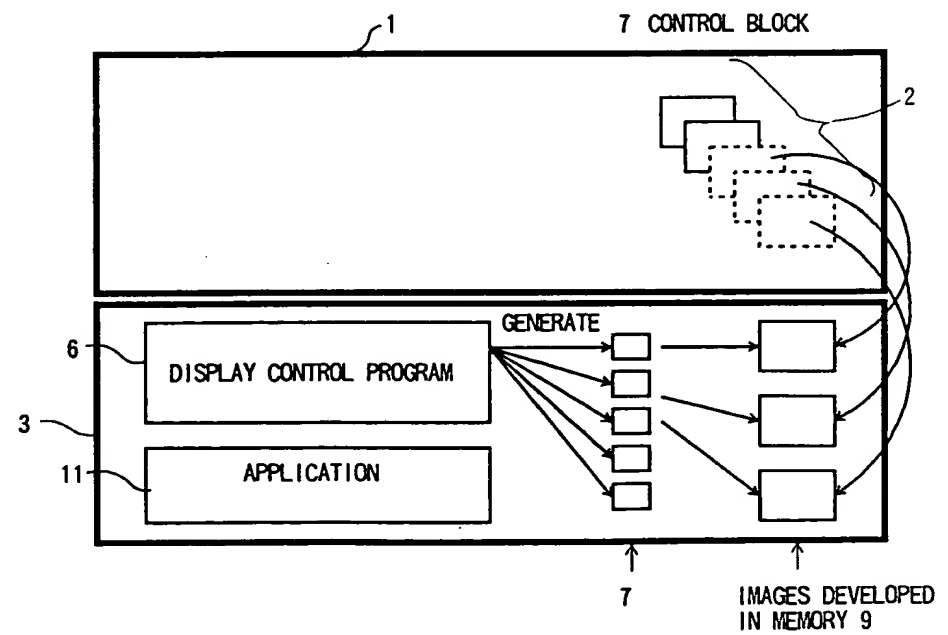 1
7 CONTROL BLOCK
2
GENERATE
6
DISPLAY CONTROL PROGRAM
3
11
APPLICATION
7
IMAGES DEVELOPED
IN MEMORY 9